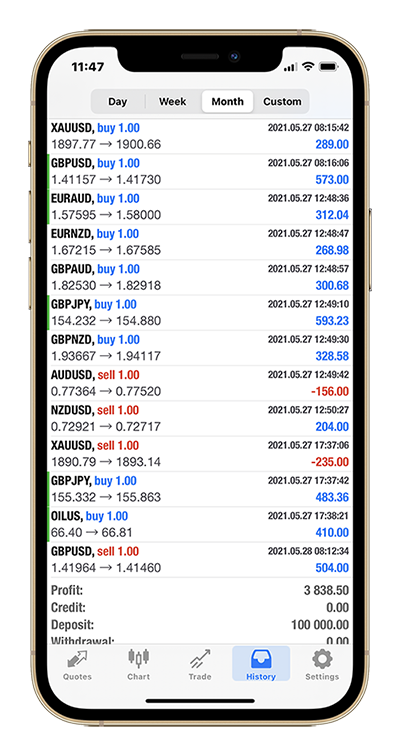 11:47
Day Week Month Custom
XAUUSD, buy 1.00 2021.05.27 08:15:42
1897.77 → 1900.66 289.00
GBPUSD, buy 1.00 2021.05.27 08:16:06
1.41157 → 1.41730 573.00
EURAUD, buy 1.00 2021.05.27 12:48:36
1.57595 → 1.58000 312.04
EURNZD, buy 1.00 2021.05.27 12:48:47
1.67215 → 1.67585 268.98
GBPAUD, buy 1.00 2021.05.27 12:48:57
1.82530 → 1.82918 300.68
GBPJPY, buy 1.00 2021.05.27 12:49:10
154.232 → 154.880 593.23
GBPNZD, buy 1.00 2021.05.27 12:49:30
1.93667 → 1.94117 328.58
AUDUSD, sell 1.00 2021.05.27 12:49:42
0.77364 → 0.77520 -156.00
NZDUSD, sell 1.00 2021.05.27 12:50:27
0.72921 → 0.72717 204.00
XAUUSD, sell 1.00 2021.05.27 17:37:06
1890.79 → 1893.14 -235.00
GBPJPY, buy 1.00 2021.05.27 17:37:42
155.332 → 155.863 483.36
OILUS, buy 1.00 2021.05.27 17:38:21
66.40 → 66.81 410.00
GBPUSD, sell 1.00 2021.05.28 08:12:34
1.41964 → 1.41460 504.00
Profit: 3 838.50
Credit: 0.00
Deposit: 100 000.00
Withdrawal: 0.00
Quotes Chart Trade History Settings